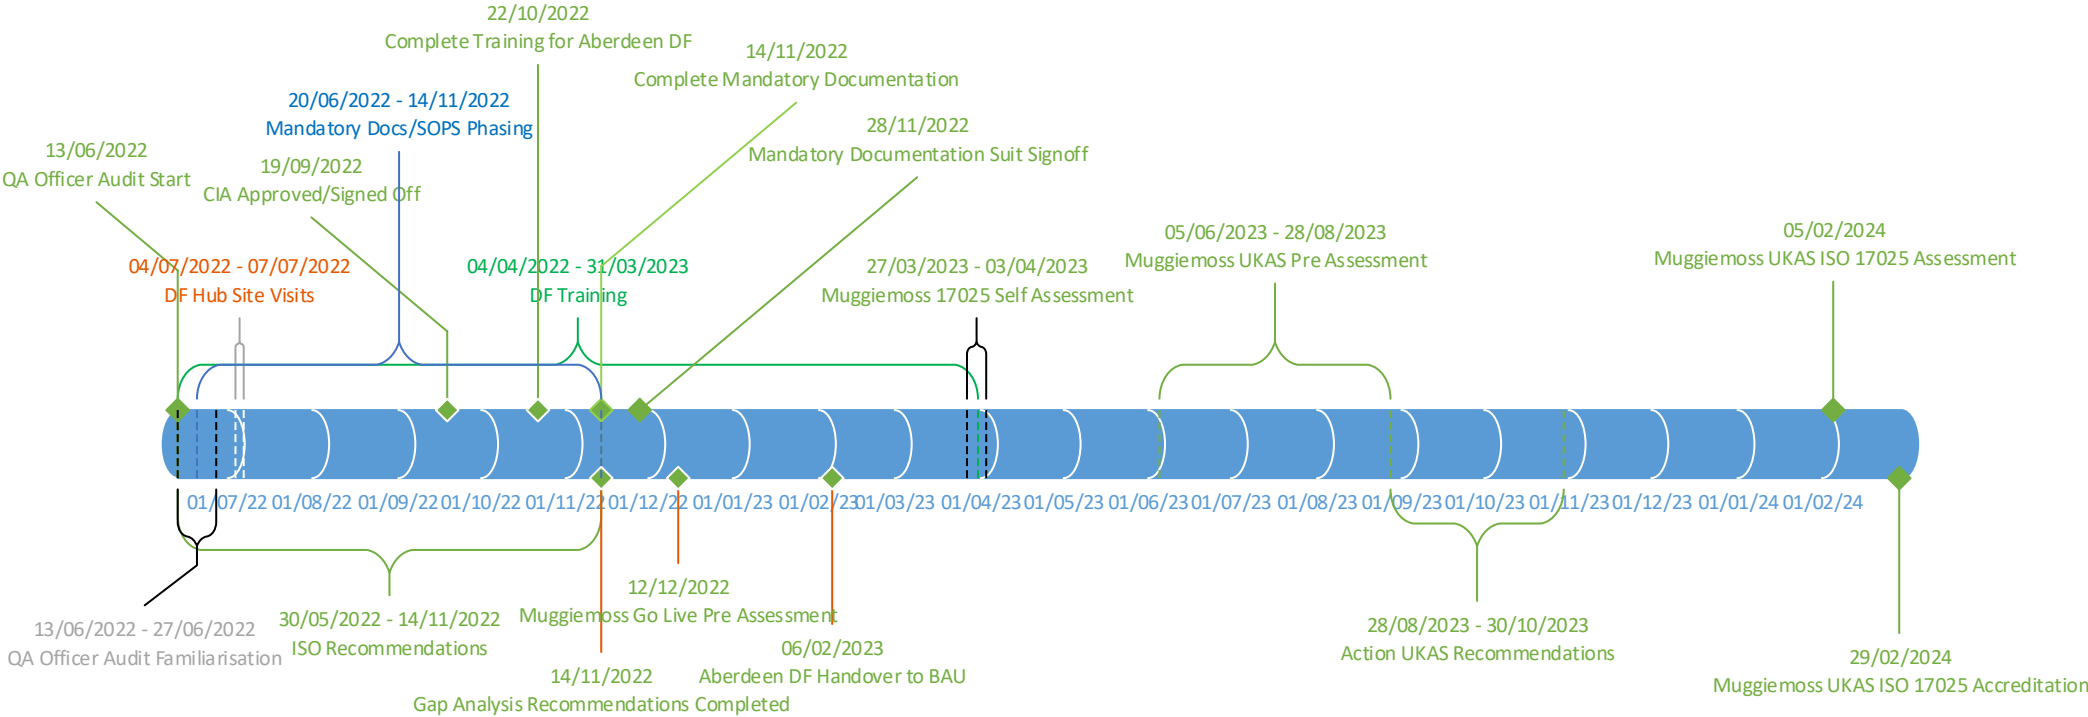 22/10/2022
Complete Training for Aberdeen DF
14/11/2022
Complete Mandatory Documentation
20/06/2022 - 14/11/2022
Mandatory Docs/SOPS Phasing
28/11/2022
Mandatory Documentation Suit Signoff
13/06/2022
QA Officer Audit Start
19/09/2022
CIA Approved/Signed Off
05/06/2023 - 28/08/2023
Muggiemoss UKAS Pre Assessment
05/02/2024
Muggiemoss UKAS ISO 17025 Assessment
04/07/2022 - 07/07/2022
DF Hub Site Visits
04/04/2022 - 31/03/2023
DF Training
27/03/2023 - 03/04/2023
Muggiemoss 17025 Self Assessment
01/07/22 01/08/22 01/09/22 01/10/22 01/11/22 01/12/22 01/01/23 01/02/23 01/03/23 01/04/23 01/05/23 01/06/23 01/07/23 01/08/23 01/09/23 01/10/23 01/11/23 01/12/23 01/01/24 01/02/24
13/06/2022 - 27/06/2022
QA Officer Audit Familiarisation
30/05/2022 - 14/11/2022
ISO Recommendations
12/12/2022
Muggiemoss Go Live Pre Assessment
14/11/2022
Gap Analysis Recommendations Completed
06/02/2023
Aberdeen DF Handover to BAU
28/08/2023 - 30/10/2023
Action UKAS Recommendations
29/02/2024
Muggiemoss UKAS ISO 17025 Accreditation